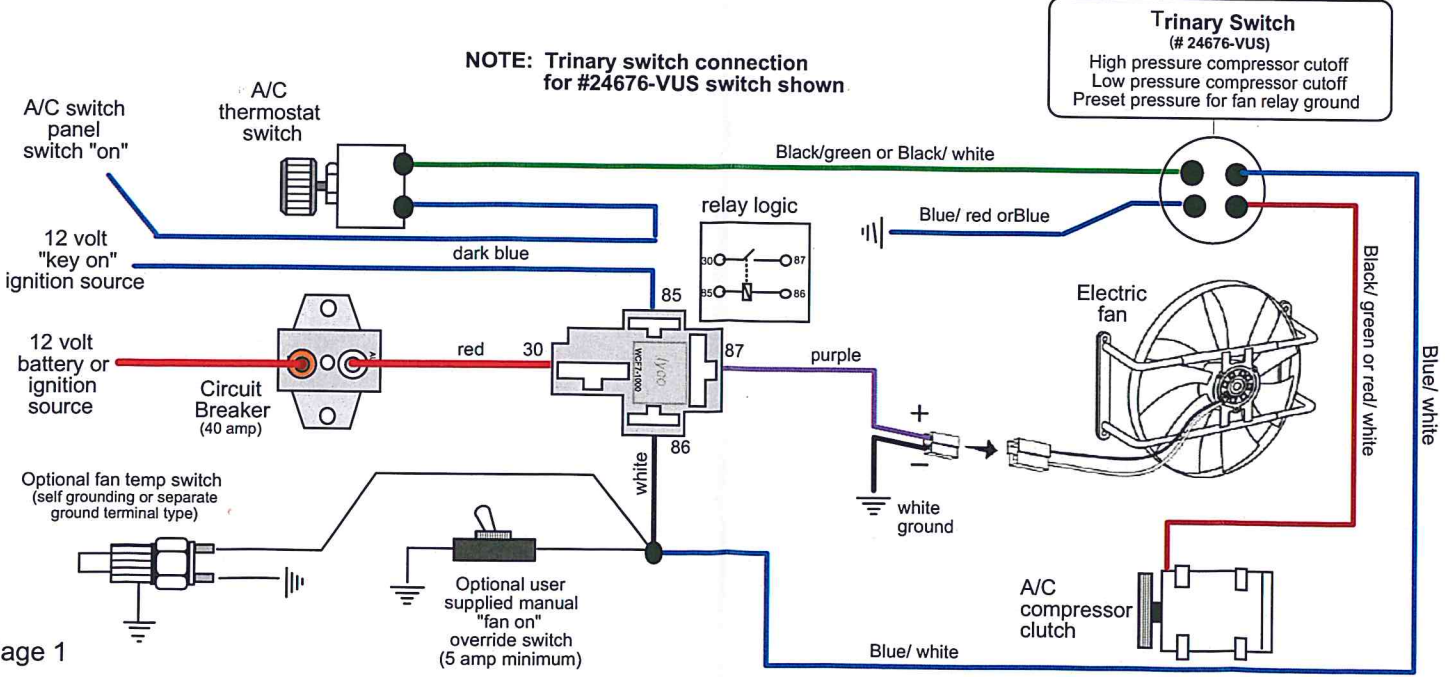 Trinary Switch
(# 24676-VUS)
High pressure compressor cutoff
Low pressure compressor cutoff
Preset pressure for fan relay ground
NOTE: Trinary switch connection
for #24676-VUS switch shown
A/C
thermostat
switch
A/C switch
panel
switch "on"
Black/green or Black/ white
relay logic
30
87
85
86
Blue/ red orBlue
12 volt
"key on"
ignition source
dark blue
85
Electric
fan
Black/ green or red/ white
Blue/ white
12 volt
battery or
ignition
source
red
30
87
purple
tyco
WCF7-1000
Circuit
Breaker
(40 amp)
86
white
+
−
white
ground
Optional fan temp switch
(self grounding or separate
ground terminal type)
Optional user
supplied manual
"fan on"
override switch
(5 amp minimum)
A/C
compressor
clutch
Blue/ white
age 1